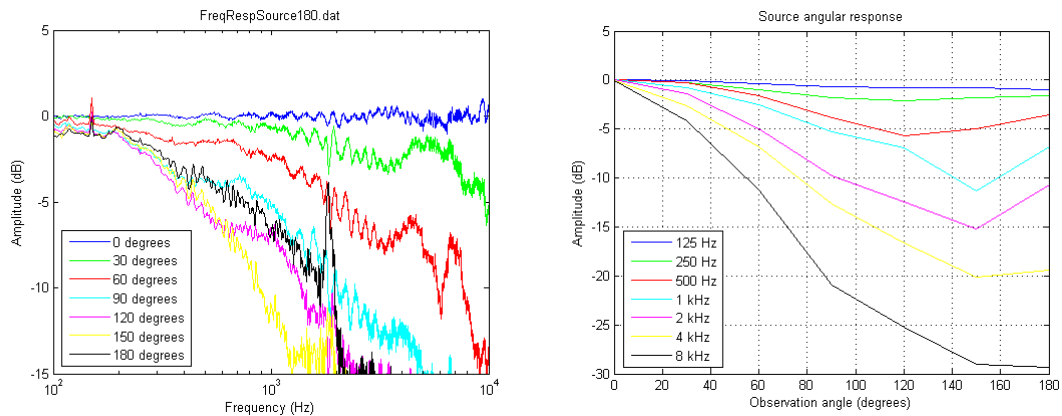 FreqRespSource180.dat
5
0
-5
-10
-15
Amplitude (dB)
0 degrees
30 degrees
60 degrees
90 degrees
120 degrees
150 degrees
180 degrees
10^2
10^3
10^4
Frequency (Hz)
Source angular response
5
0
-5
-10
-15
-20
-25
-30
Amplitude (dB)
125 Hz
250 Hz
500 Hz
1 kHz
2 kHz
4 kHz
8 kHz
0 20 40 60 80 100 120 140 160 180
Observation angle (degrees)